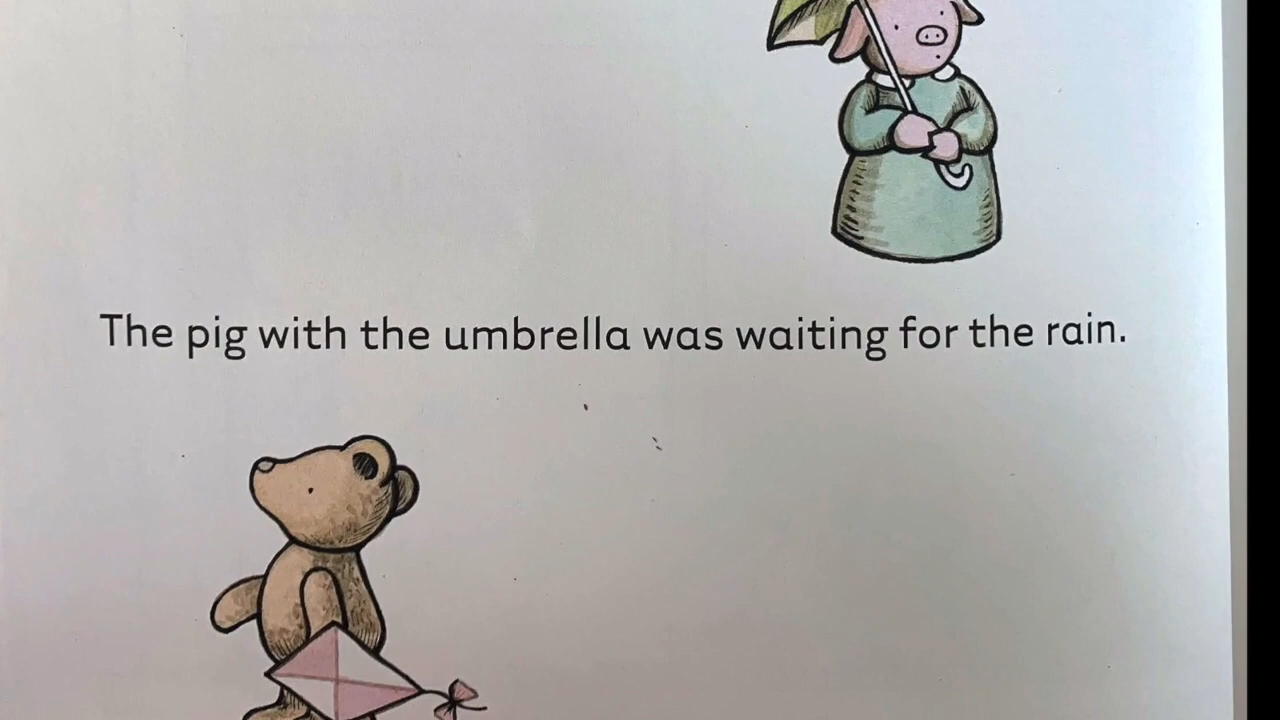 The pig with the umbrella was waiting for the rain.